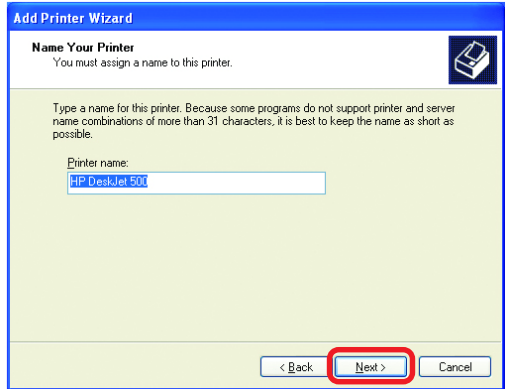 Add Printer Wizard
Name Your Printer
You must assign a name to this printer.
Type a name for this printer. Because some programs do not support printer and server
name combinations of more than 31 characters, it is best to keep the name as short as
possible.
Printer name:
HP DeskJet 500
< Back Next > Cancel